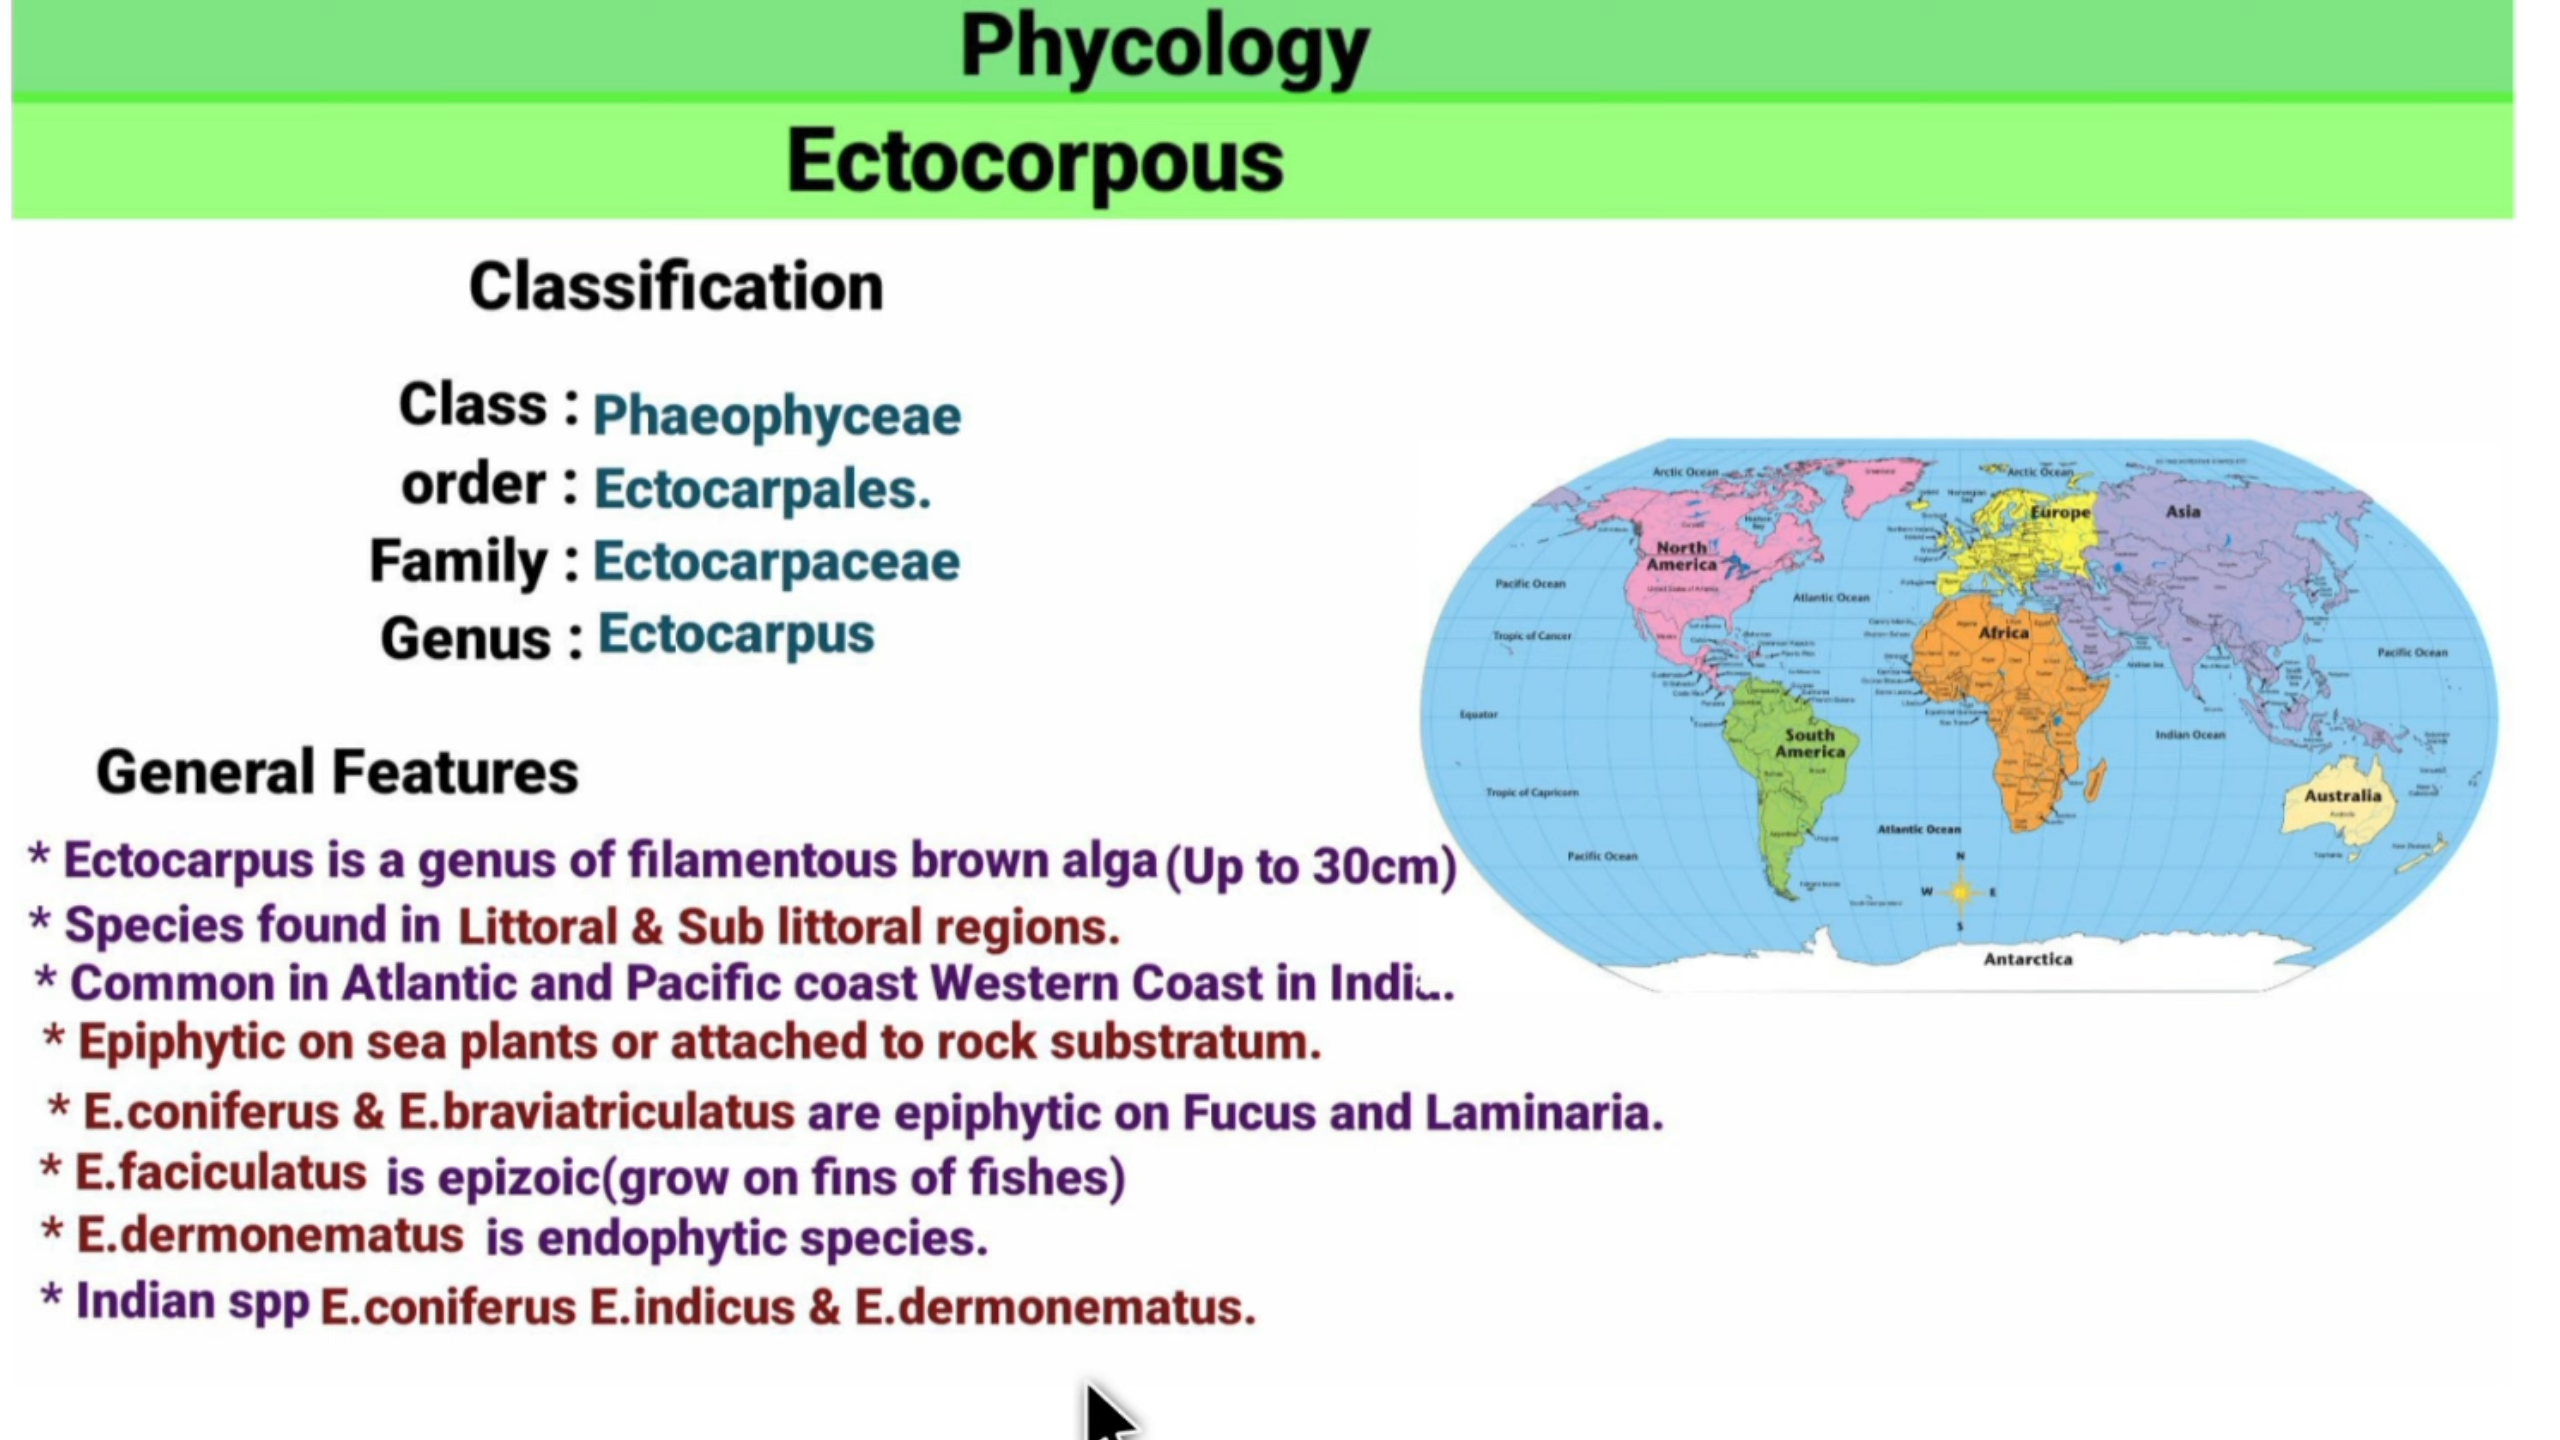 Phycology
Ectocorpous
Classification
Class : Phaeophyceae
order : Ectocarpales.
Family : Ectocarpaceae
Genus : Ectocarpus
General Features
* Ectocarpus is a genus of filamentous brown alga (Up to 30cm)
* Species found in Littoral & Sub littoral regions.
* Common in Atlantic and Pacific coast Western Coast in India.
* Epiphytic on sea plants or attached to rock substratum.
* E.coniferus & E.braviatriculatus are epiphytic on Fucus and Laminaria.
* E.faciculatus is epizoic(grow on fins of fishes)
* E.dermonematus is endophytic species.
* Indian spp E.coniferus E.indicus & E.dermonematus.
Arctic Ocean
Arctic Ocean
Europe
Asia
North
America
Pacific Ocean
Atlantic Ocean
Tropic of Cancer
Africa
Pacific Ocean
Equator
South
America
Indian Ocean
Tropic of Capricorn
Australia
Atlantic Ocean
Pacific Ocean
N
W E
S
Antarctica